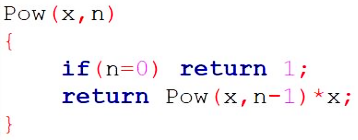 Pow(x,n)
{
if(n=0) return 1;
return Pow(x,n-1)*x;
}